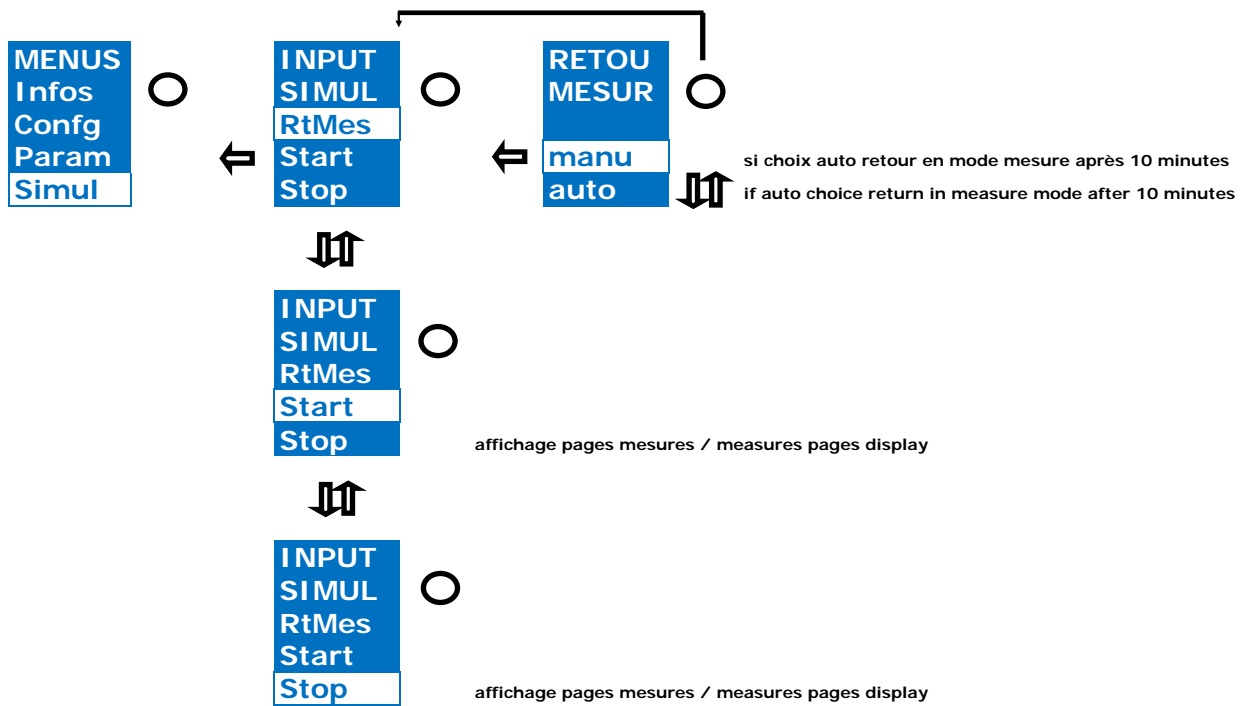 MENUS
Infos
Confg
Param
Simul
INPUT
SIMUL
RtMes
Start
Stop
RETOU
MESUR
manu
auto
si choix auto retour en mode mesure après 10 minutes
if auto choice return in measure mode after 10 minutes
INPUT
SIMUL
RtMes
Start
Stop
affichage pages mesures / measures pages display
INPUT
SIMUL
RtMes
Start
Stop
affichage pages mesures / measures pages display